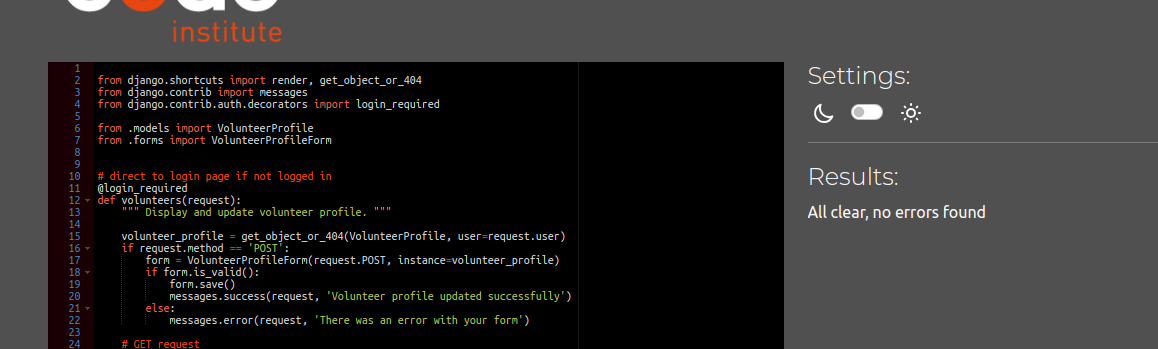 institute
1
2 from django.shortcuts import render, get_object_or_404
3 from django.contrib import messages
4 from django.contrib.auth.decorators import login_required
5
6 from .models import VolunteerProfile
7 from .forms import VolunteerProfileForm
8
9
10 # direct to login page if not logged in
11 @login_required
12 def volunteers(request):
13     """ Display and update volunteer profile. """
14
15     volunteer_profile = get_object_or_404(VolunteerProfile, user=request.user)
16     if request.method == 'POST':
17         form = VolunteerProfileForm(request.POST, instance=volunteer_profile)
18         if form.is_valid():
19             form.save()
20             messages.success(request, 'Volunteer profile updated successfully')
21         else:
22             messages.error(request, 'There was an error with your form')
23
24     # GET request
Settings:
Results:
All clear, no errors found